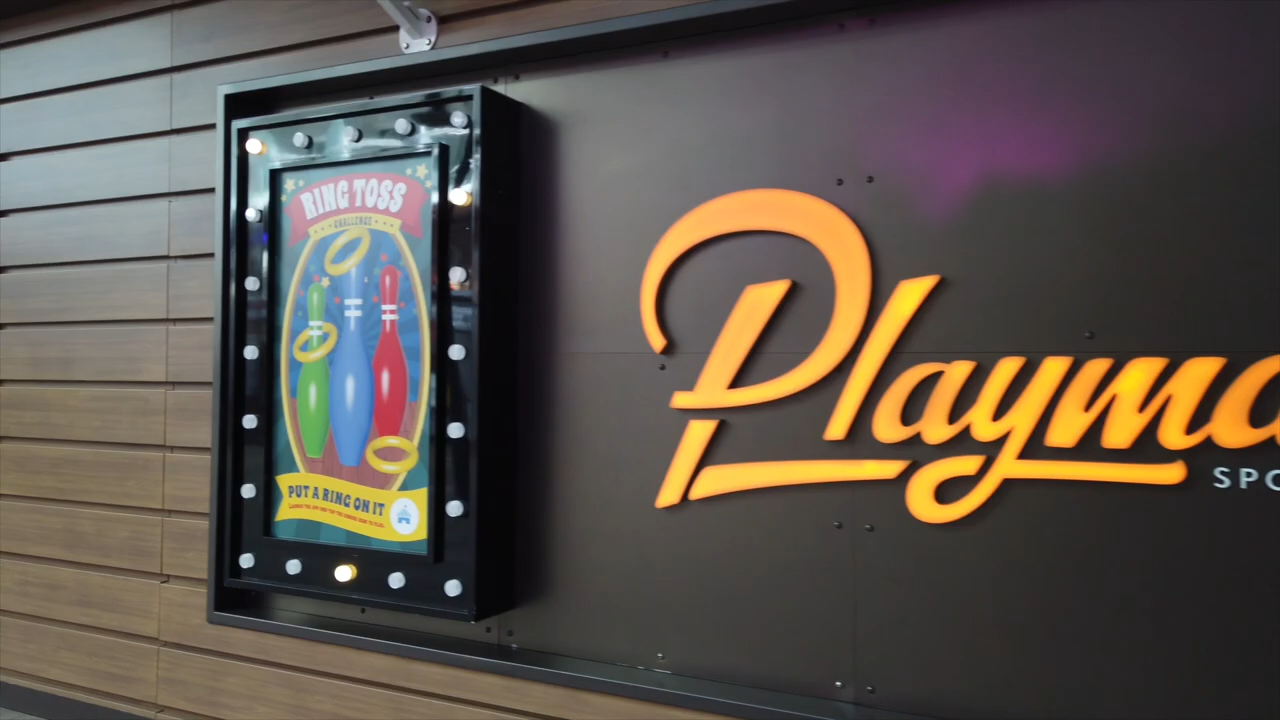 RING TOSS
CHALLENGE
PUT A RING ON IT
Playma
SPO